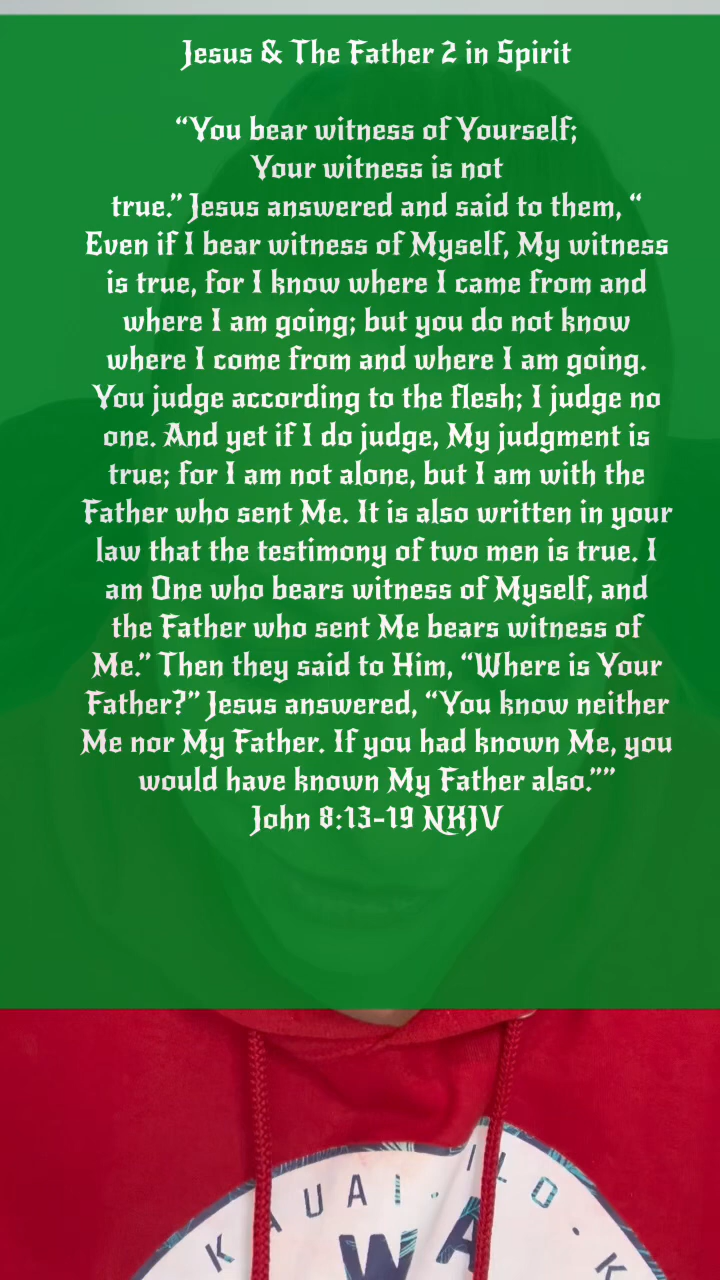 Jesus & The Father 2 in Spirit
“You bear witness of Yourself;
Your witness is not
true.” Jesus answered and said to them, “
Even if I bear witness of Myself, My witness
is true, for I know where I came from and
where I am going; but you do not know
where I come from and where I am going.
You judge according to the flesh; I judge no
one. And yet if I do judge, My judgment is
true; for I am not alone, but I am with the
Father who sent Me. It is also written in your
law that the testimony of two men is true. I
am One who bears witness of Myself, and
the Father who sent Me bears witness of
Me.” Then they said to Him, “Where is Your
Father?” Jesus answered, “You know neither
Me nor My Father. If you had known Me, you
would have known My Father also.””
John 8:13-19 NKJV
KAUAI · ILO · K
WA